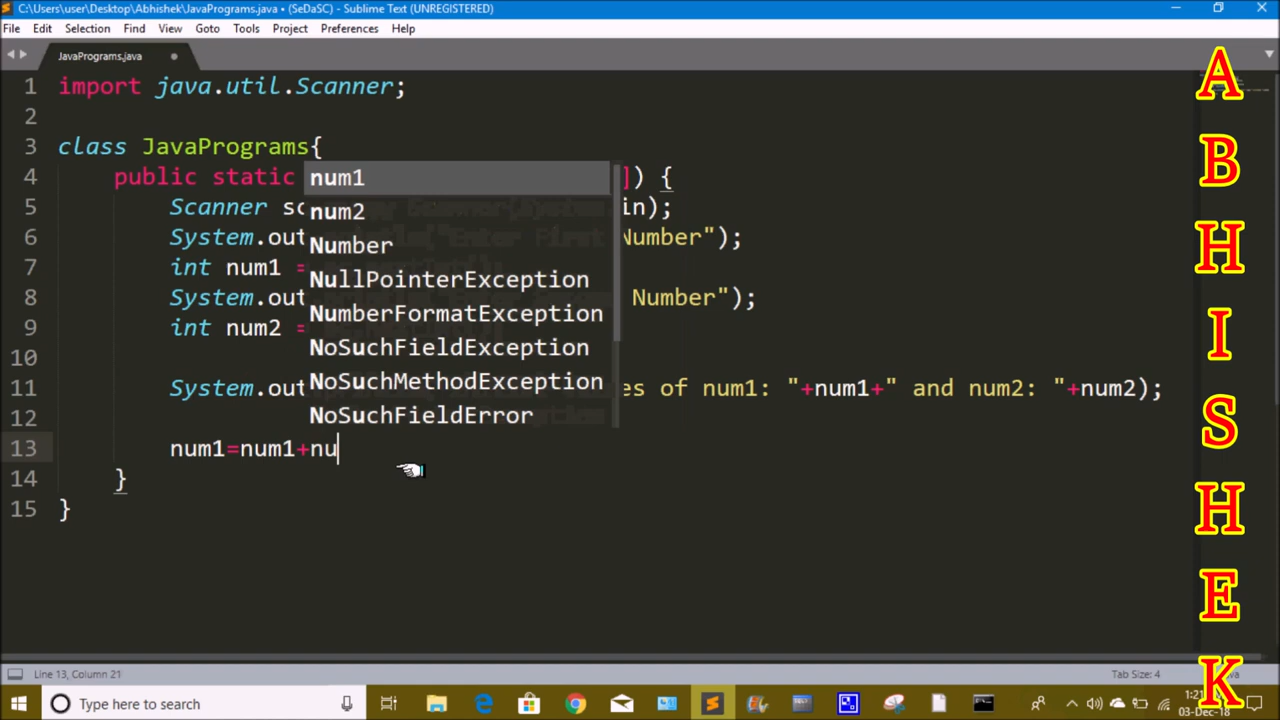 C:\Users\user\Desktop\Abhishek\JavaPrograms.java • (SeDaSC) - Sublime Text (UNREGISTERED)
File Edit Selection Find View Goto Tools Project Preferences Help
JavaPrograms.java
1 import java.util.Scanner;
2
3 class JavaPrograms{
4 public static ]) {
5 Scanner sc in);
6 System.out Number");
7 int num1 =
8 System.out Number");
9 int num2 =
10
11 System.out es of num1: "+num1+" and num2: "+num2);
12
13 num1=num1+nu
14 }
15 }
num1
num2
Number
NullPointerException
NumberFormatException
NoSuchFieldException
NoSuchMethodException
NoSuchFieldError
A
B
H
I
S
H
E
K
Line 13, Column 21
Tab Size: 4
Type here to search
03-Dec-18